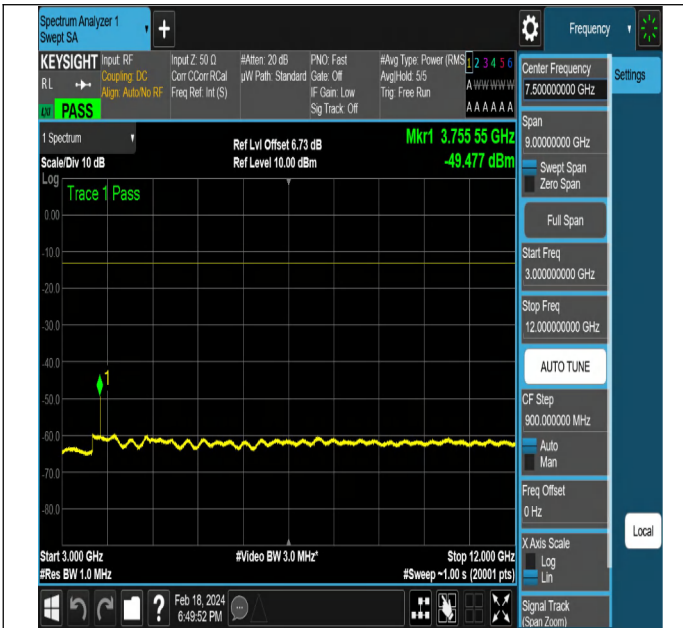 Spectrum Analyzer 1
Swept SA
Frequency
KEYSIGHT
R L
LXI
PASS
Input: RF
Coupling: DC
Align: Auto/No RF
Input Z: 50 Ω
Corr CCorr RCal
Freq Ref: Int (S)
#Atten: 20 dB
µW Path: Standard
PNO: Fast
Gate: Off
IF Gain: Low
Sig Track: Off
#Avg Type: Power (RMS
Avg|Hold: 5/5
Trig: Free Run
1 2 3 4 5 6
A W W W W W
A A A A A A
Center Frequency
7.500000000 GHz
Settings
Span
9.00000000 GHz
Swept Span
Zero Span
Full Span
Start Freq
3.000000000 GHz
Stop Freq
12.000000000 GHz
AUTO TUNE
CF Step
900.000000 MHz
Auto
Man
Freq Offset
0 Hz
X Axis Scale
Log
Lin
Signal Track
(Span Zoom)
Local
1 Spectrum
Scale/Div 10 dB
Ref Lvl Offset 6.73 dB
Ref Level 10.00 dBm
Mkr1 3.755 55 GHz
-49.477 dBm
Log
Trace 1 Pass
0.00
-10.0
-20.0
-30.0
-40.0
-50.0
-60.0
-70.0
-80.0
1
Start 3.000 GHz
#Res BW 1.0 MHz
#Video BW 3.0 MHz*
Stop 12.000 GHz
#Sweep ~1.00 s (20001 pts)
?
Feb 18, 2024
6:49:52 PM